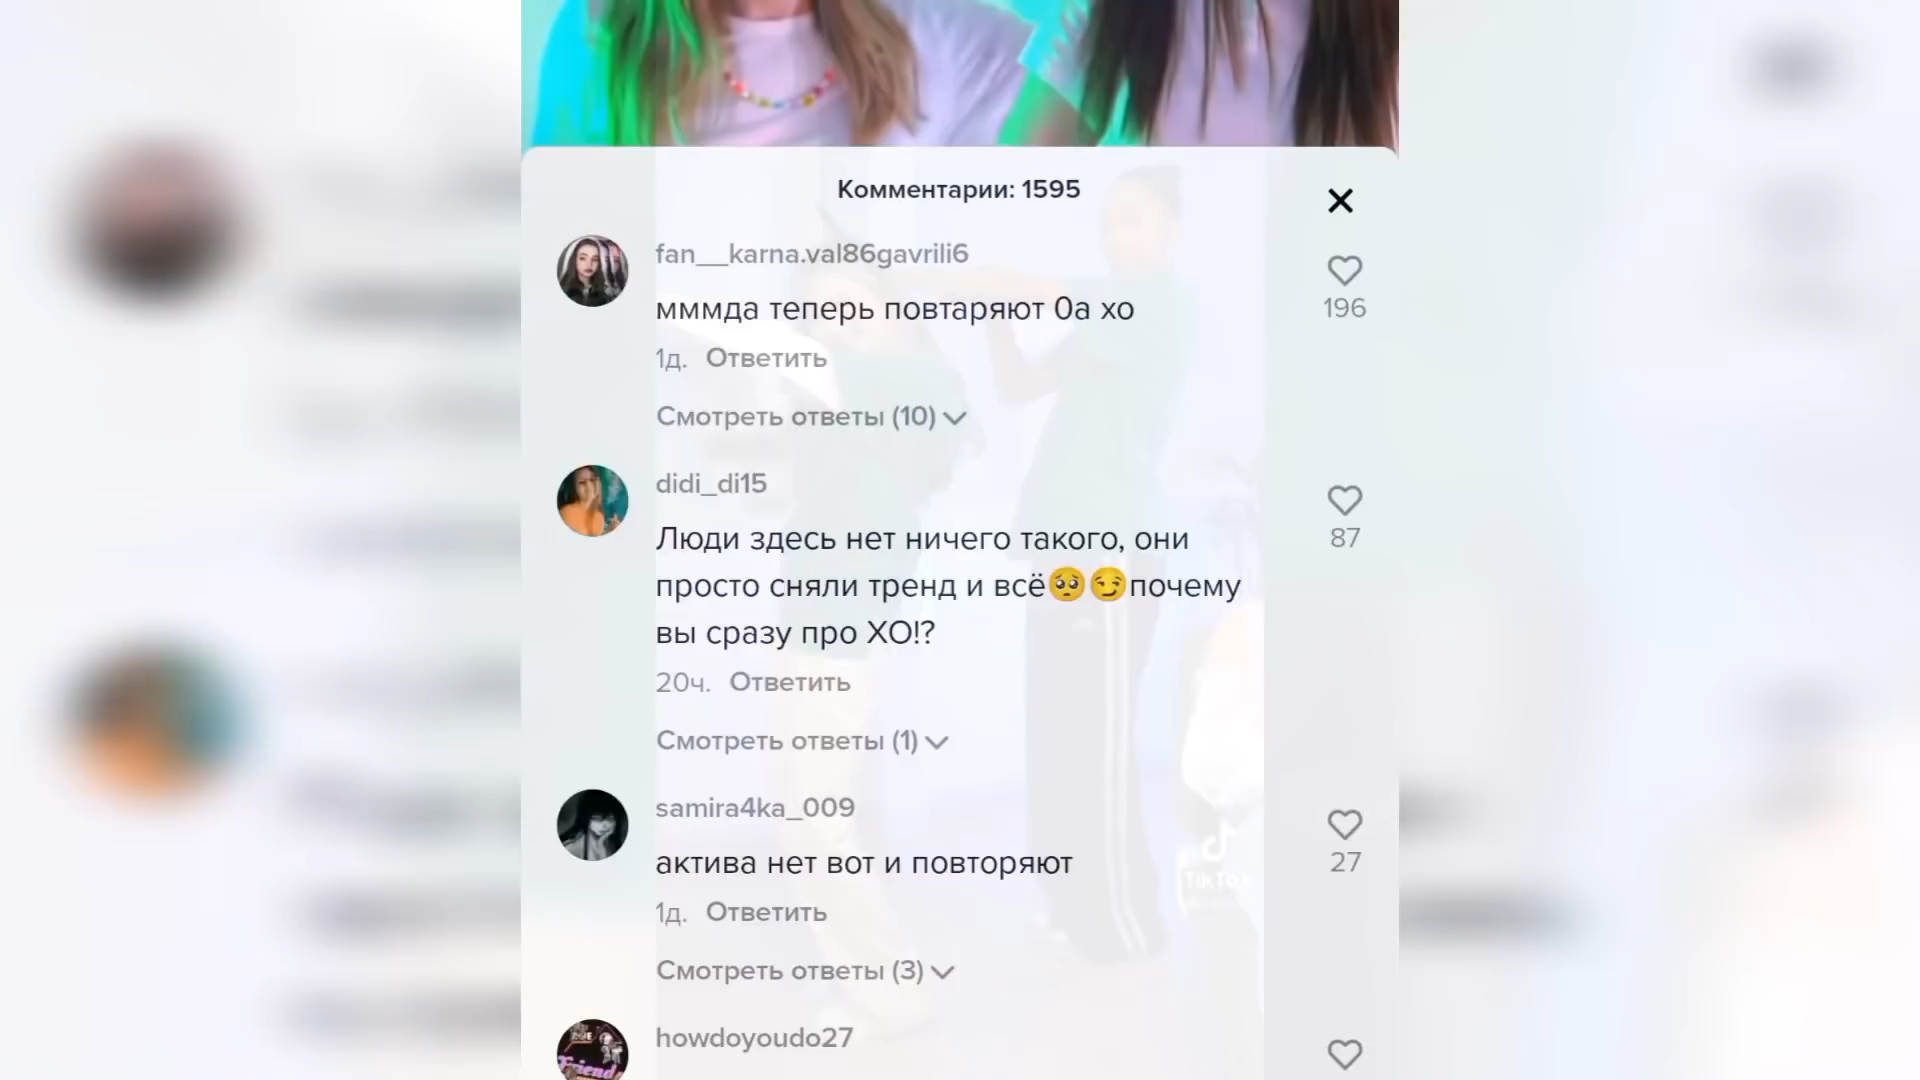 Комментарии: 1595
fan__karna.val86gavrili6
мммда теперь повтаряют 0а хо
196
1д. Ответить
Смотреть ответы (10)
didi_di15
Люди здесь нет ничего такого, они
87
просто сняли тренд и всё🥺😏почему
вы сразу про ХО!?
20ч. Ответить
Смотреть ответы (1)
samira4ka_009
актива нет вот и повторяют
27
1д. Ответить
TikTok
Смотреть ответы (3)
howdoyoudo27